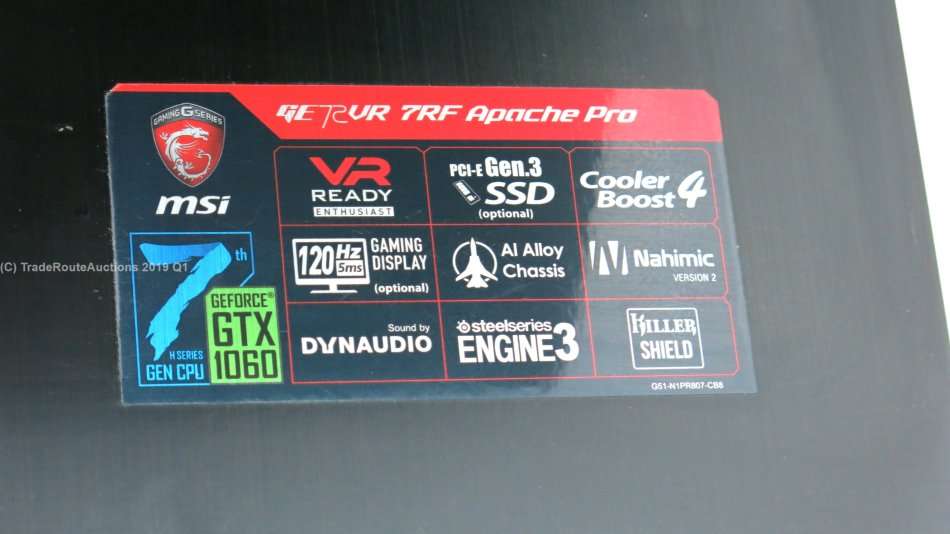 GE72VR 7RF Apache Pro
GAMING G SERIES
msi
VR
READY
ENTHUSIAST
PCI-E Gen.3
SSD
(optional)
Cooler
Boost 4
120Hz
5ms
GAMING
DISPLAY
(optional)
Al Alloy
Chassis
Nahimic
VERSION 2
Sound by
DYNAUDIO
steelseries
ENGINE 3
KILLER
SHIELD
7th
H SERIES
GEN CPU
GEFORCE®
GTX
1060
G51-N1PR807-CB8
(C) TradeRouteAuctions 2019 Q1